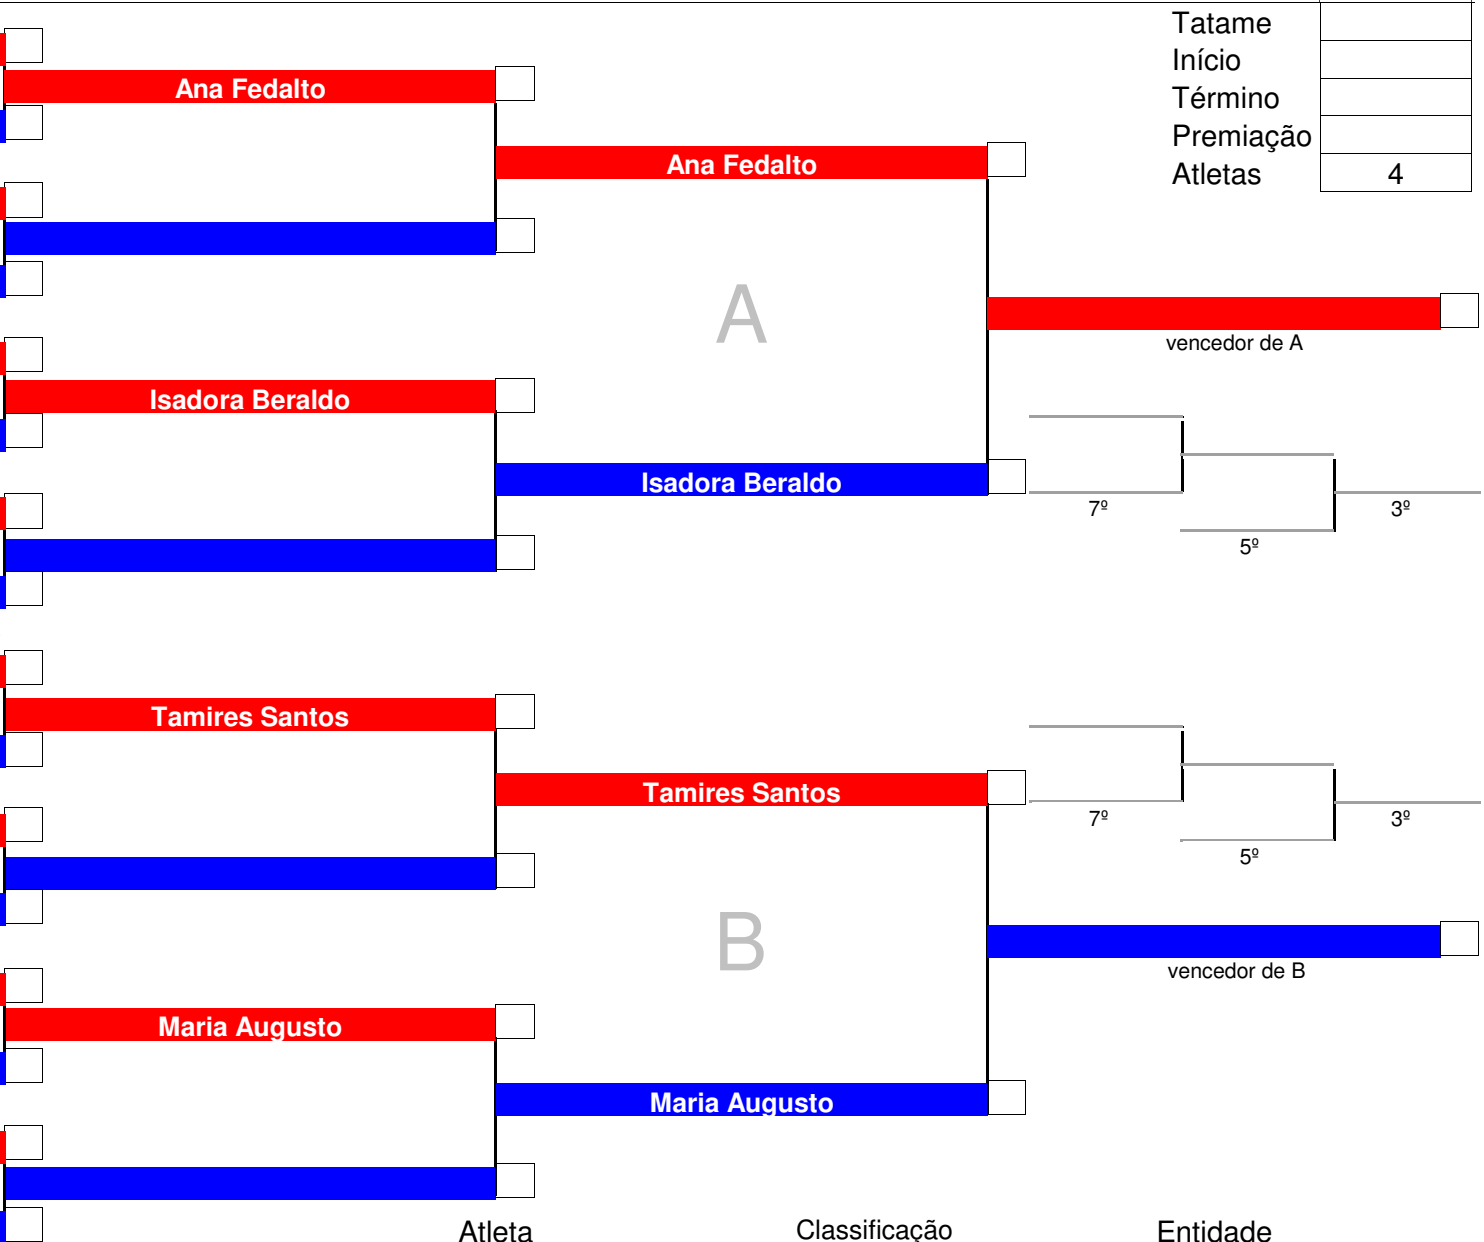 Tatame
Início
Término
Premiação
Atletas 4
Ana Fedalto
Ana Fedalto
A
vencedor de A
Isadora Beraldo
Isadora Beraldo
7º
3º
5º
Tamires Santos
Tamires Santos
7º
3º
5º
B
vencedor de B
Maria Augusto
Maria Augusto
Atleta Classificação Entidade